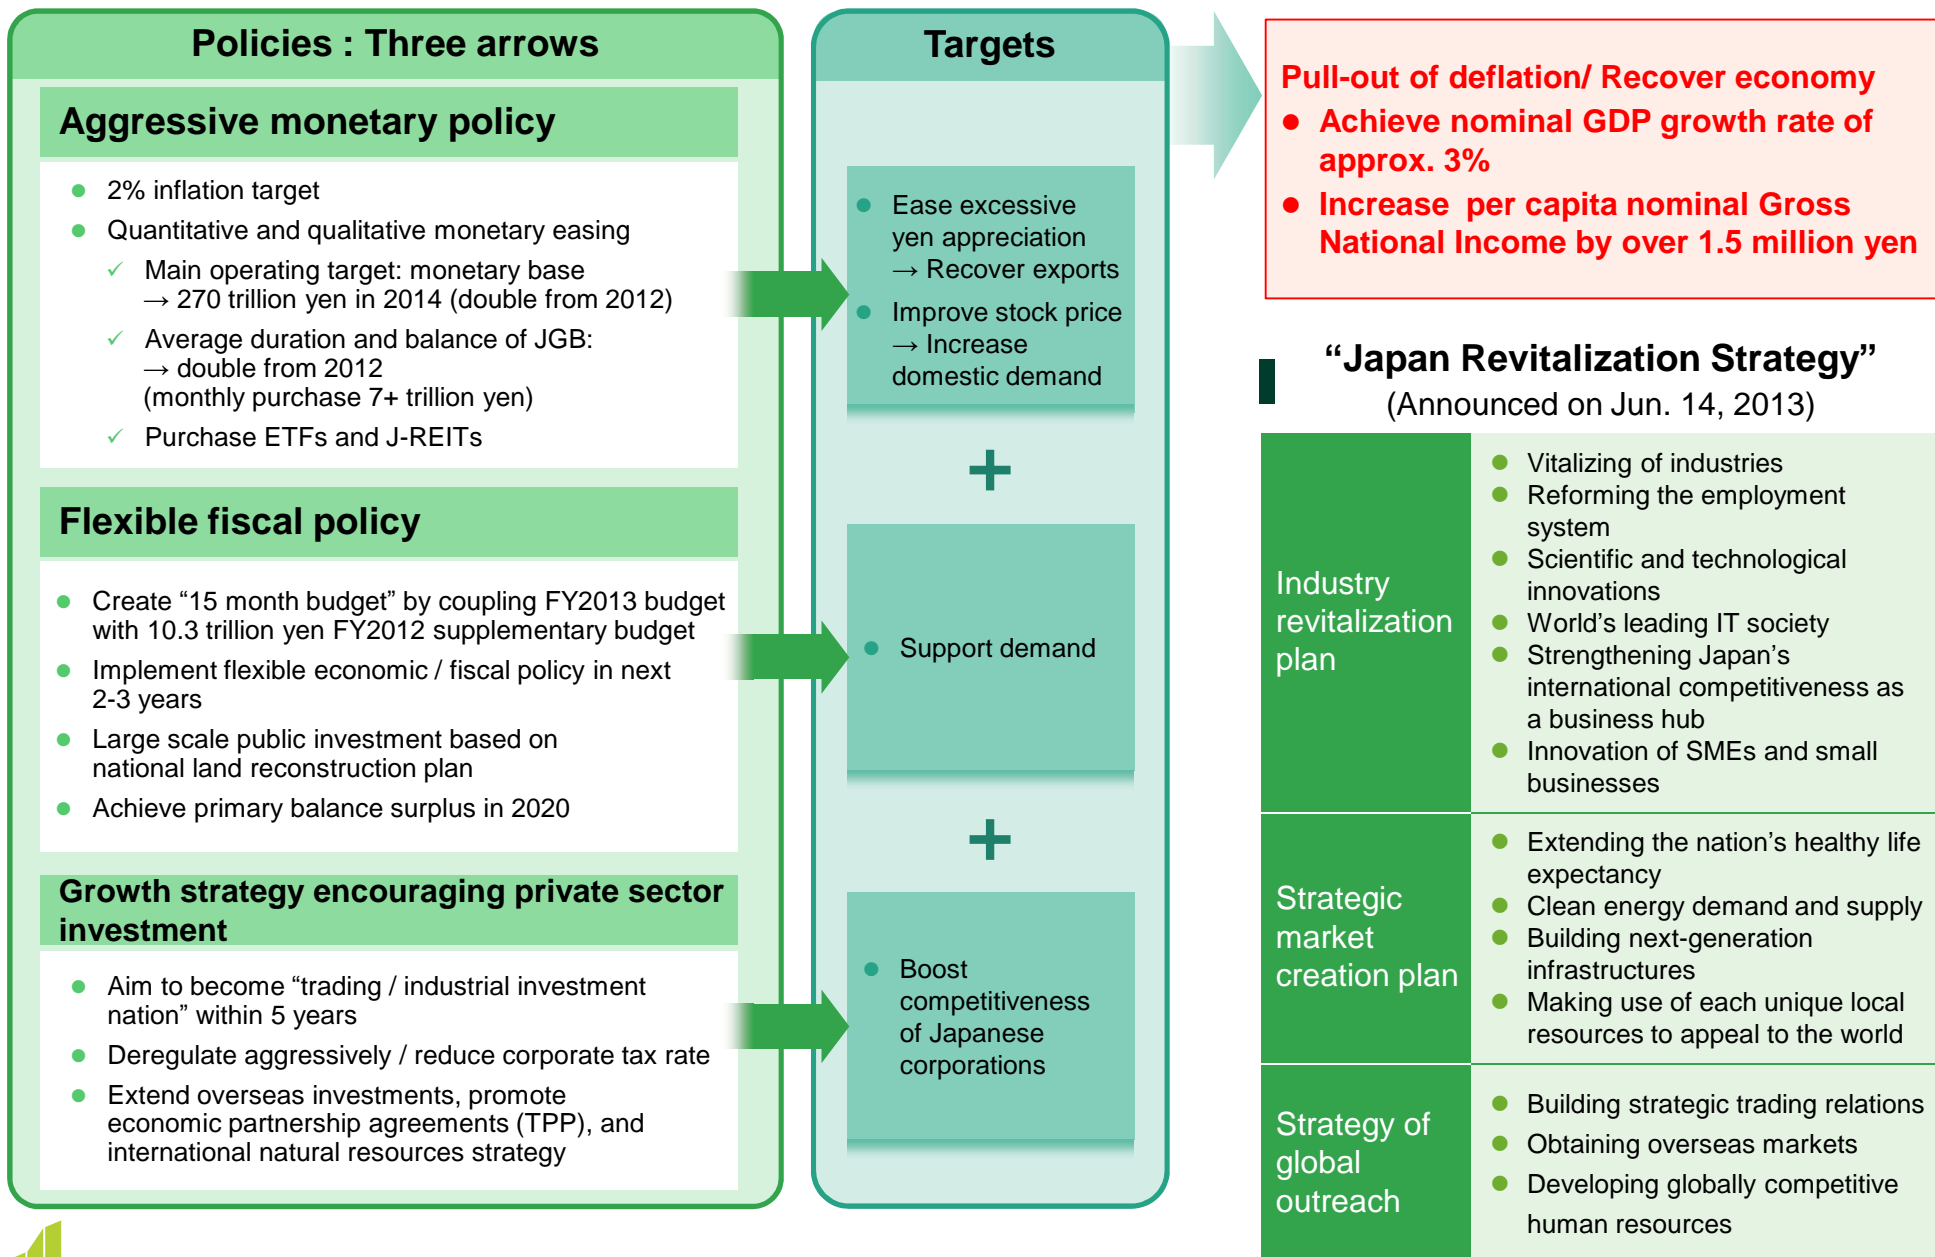 Policies : Three arrows
Aggressive monetary policy
● 2% inflation target
● Quantitative and qualitative monetary easing
✓ Main operating target: monetary base
→ 270 trillion yen in 2014 (double from 2012)
✓ Average duration and balance of JGB:
→ double from 2012
(monthly purchase 7+ trillion yen)
✓ Purchase ETFs and J-REITs
Flexible fiscal policy
● Create “15 month budget” by coupling FY2013 budget
with 10.3 trillion yen FY2012 supplementary budget
● Implement flexible economic / fiscal policy in next
2-3 years
● Large scale public investment based on
national land reconstruction plan
● Achieve primary balance surplus in 2020
Growth strategy encouraging private sector
investment
● Aim to become “trading / industrial investment
nation” within 5 years
● Deregulate aggressively / reduce corporate tax rate
● Extend overseas investments, promote
economic partnership agreements (TPP), and
international natural resources strategy
Targets
● Ease excessive
yen appreciation
→ Recover exports
● Improve stock price
→ Increase
domestic demand
+
● Support demand
+
● Boost
competitiveness
of Japanese
corporations
Pull-out of deflation/ Recover economy
● Achieve nominal GDP growth rate of
approx. 3%
● Increase per capita nominal Gross
National Income by over 1.5 million yen
“Japan Revitalization Strategy”
(Announced on Jun. 14, 2013)
Industry
revitalization
plan
● Vitalizing of industries
● Reforming the employment
system
● Scientific and technological
innovations
● World’s leading IT society
● Strengthening Japan’s
international competitiveness as
a business hub
● Innovation of SMEs and small
businesses
Strategic
market
creation plan
● Extending the nation’s healthy life
expectancy
● Clean energy demand and supply
● Building next-generation
infrastructures
● Making use of each unique local
resources to appeal to the world
Strategy of
global
outreach
● Building strategic trading relations
● Obtaining overseas markets
● Developing globally competitive
human resources